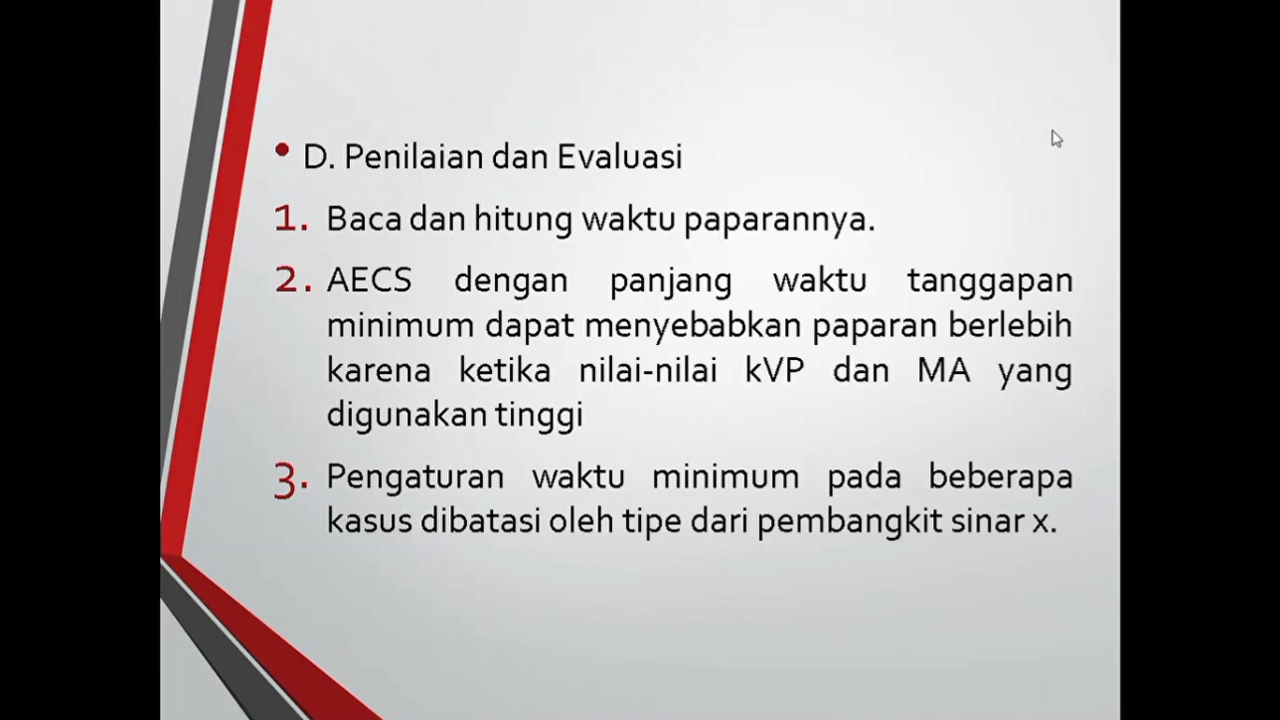 • D. Penilaian dan Evaluasi
1. Baca dan hitung waktu paparannya.
2. AECS dengan panjang waktu tanggapan
minimum dapat menyebabkan paparan berlebih
karena ketika nilai-nilai kVP dan MA yang
digunakan tinggi
3. Pengaturan waktu minimum pada beberapa
kasus dibatasi oleh tipe dari pembangkit sinar x.